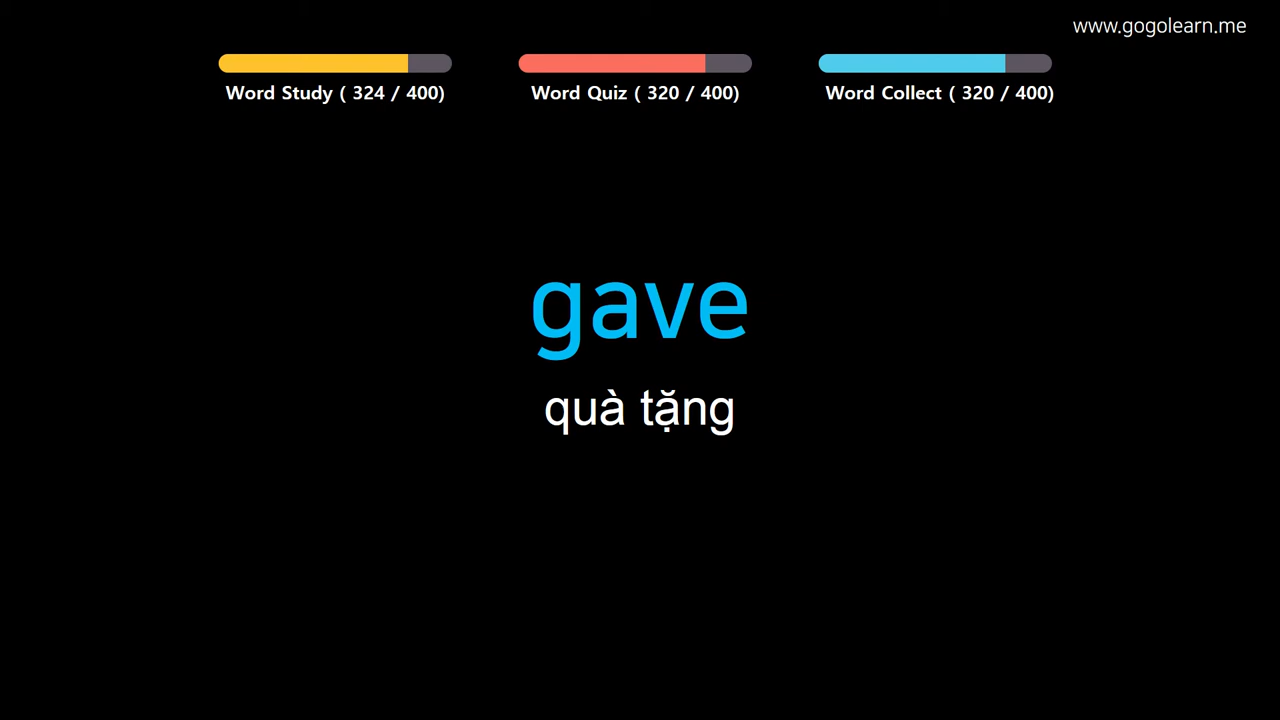 www.gogolearn.me
Word Study ( 324 / 400)
Word Quiz ( 320 / 400)
Word Collect ( 320 / 400)
gave
quà tặng